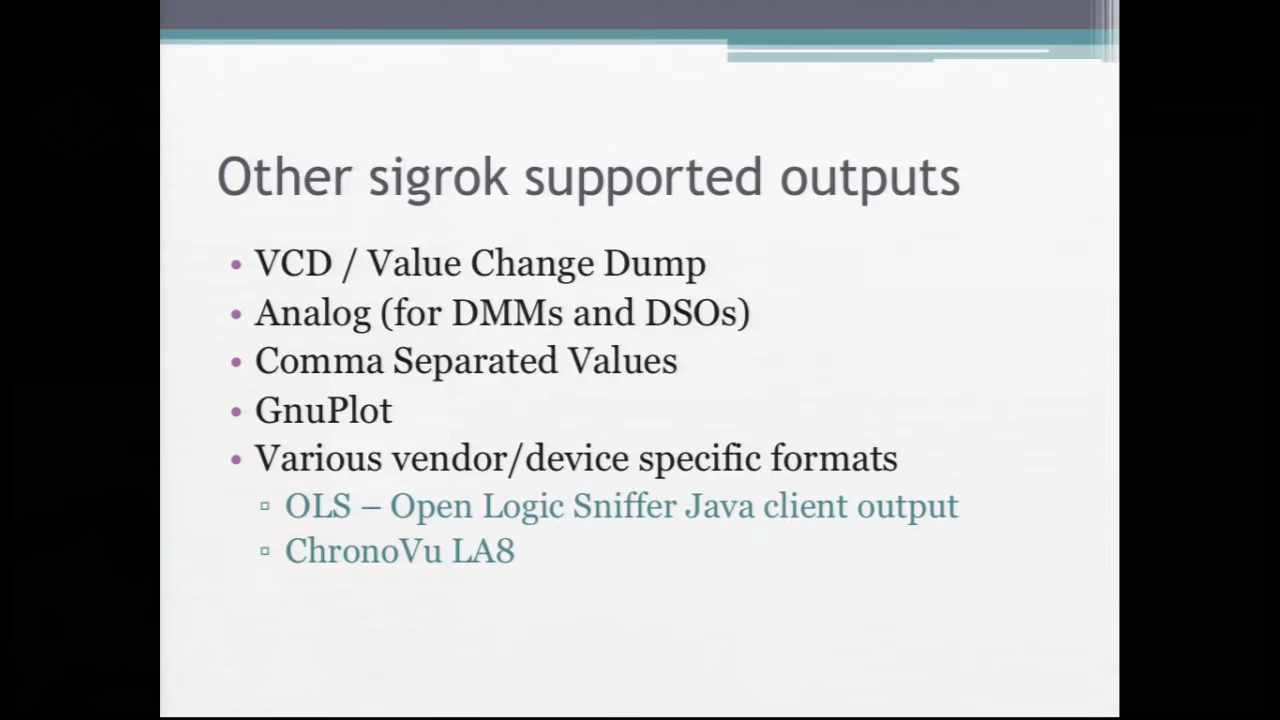 Other sigrok supported outputs
• VCD / Value Change Dump
• Analog (for DMMs and DSOs)
• Comma Separated Values
• GnuPlot
• Various vendor/device specific formats
▫ OLS – Open Logic Sniffer Java client output
▫ ChronoVu LA8